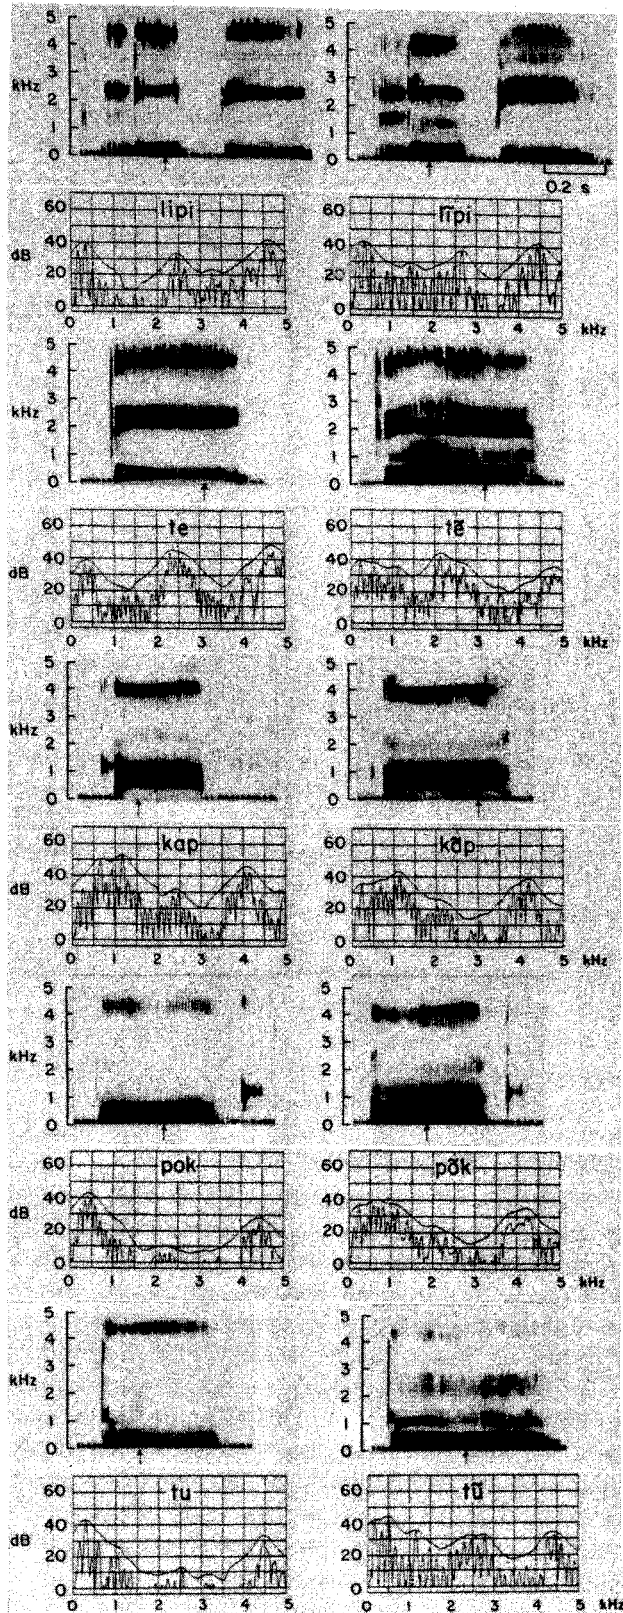 5 5
4 4
kHz 3 3
2 2
1 1
0 0
0.2 s
60 lipi 60 l̃ĩpi
dB 40 40
20 20
0 0
0 1 2 3 4 5 0 1 2 3 4 5 kHz
5 5
4 4
kHz 3 3
2 2
1 1
0 0
60 te 60 tẽ
dB 40 40
20 20
0 0
0 1 2 3 4 5 0 1 2 3 4 5 kHz
5 5
4 4
kHz 3 3
2 2
1 1
0 0
60 kap 60 kãp
dB 40 40
20 20
0 0
0 1 2 3 4 5 0 1 2 3 4 5 kHz
5 5
4 4
kHz 3 3
2 2
1 1
0 0
60 pok 60 põk
dB 40 40
20 20
0 0
0 1 2 3 4 5 0 1 2 3 4 5 kHz
5 5
4 4
kHz 3 3
2 2
1 1
0 0
60 tu 60 tũ
dB 40 40
20 20
0 0
0 1 2 3 4 5 0 1 2 3 4 5 kHz